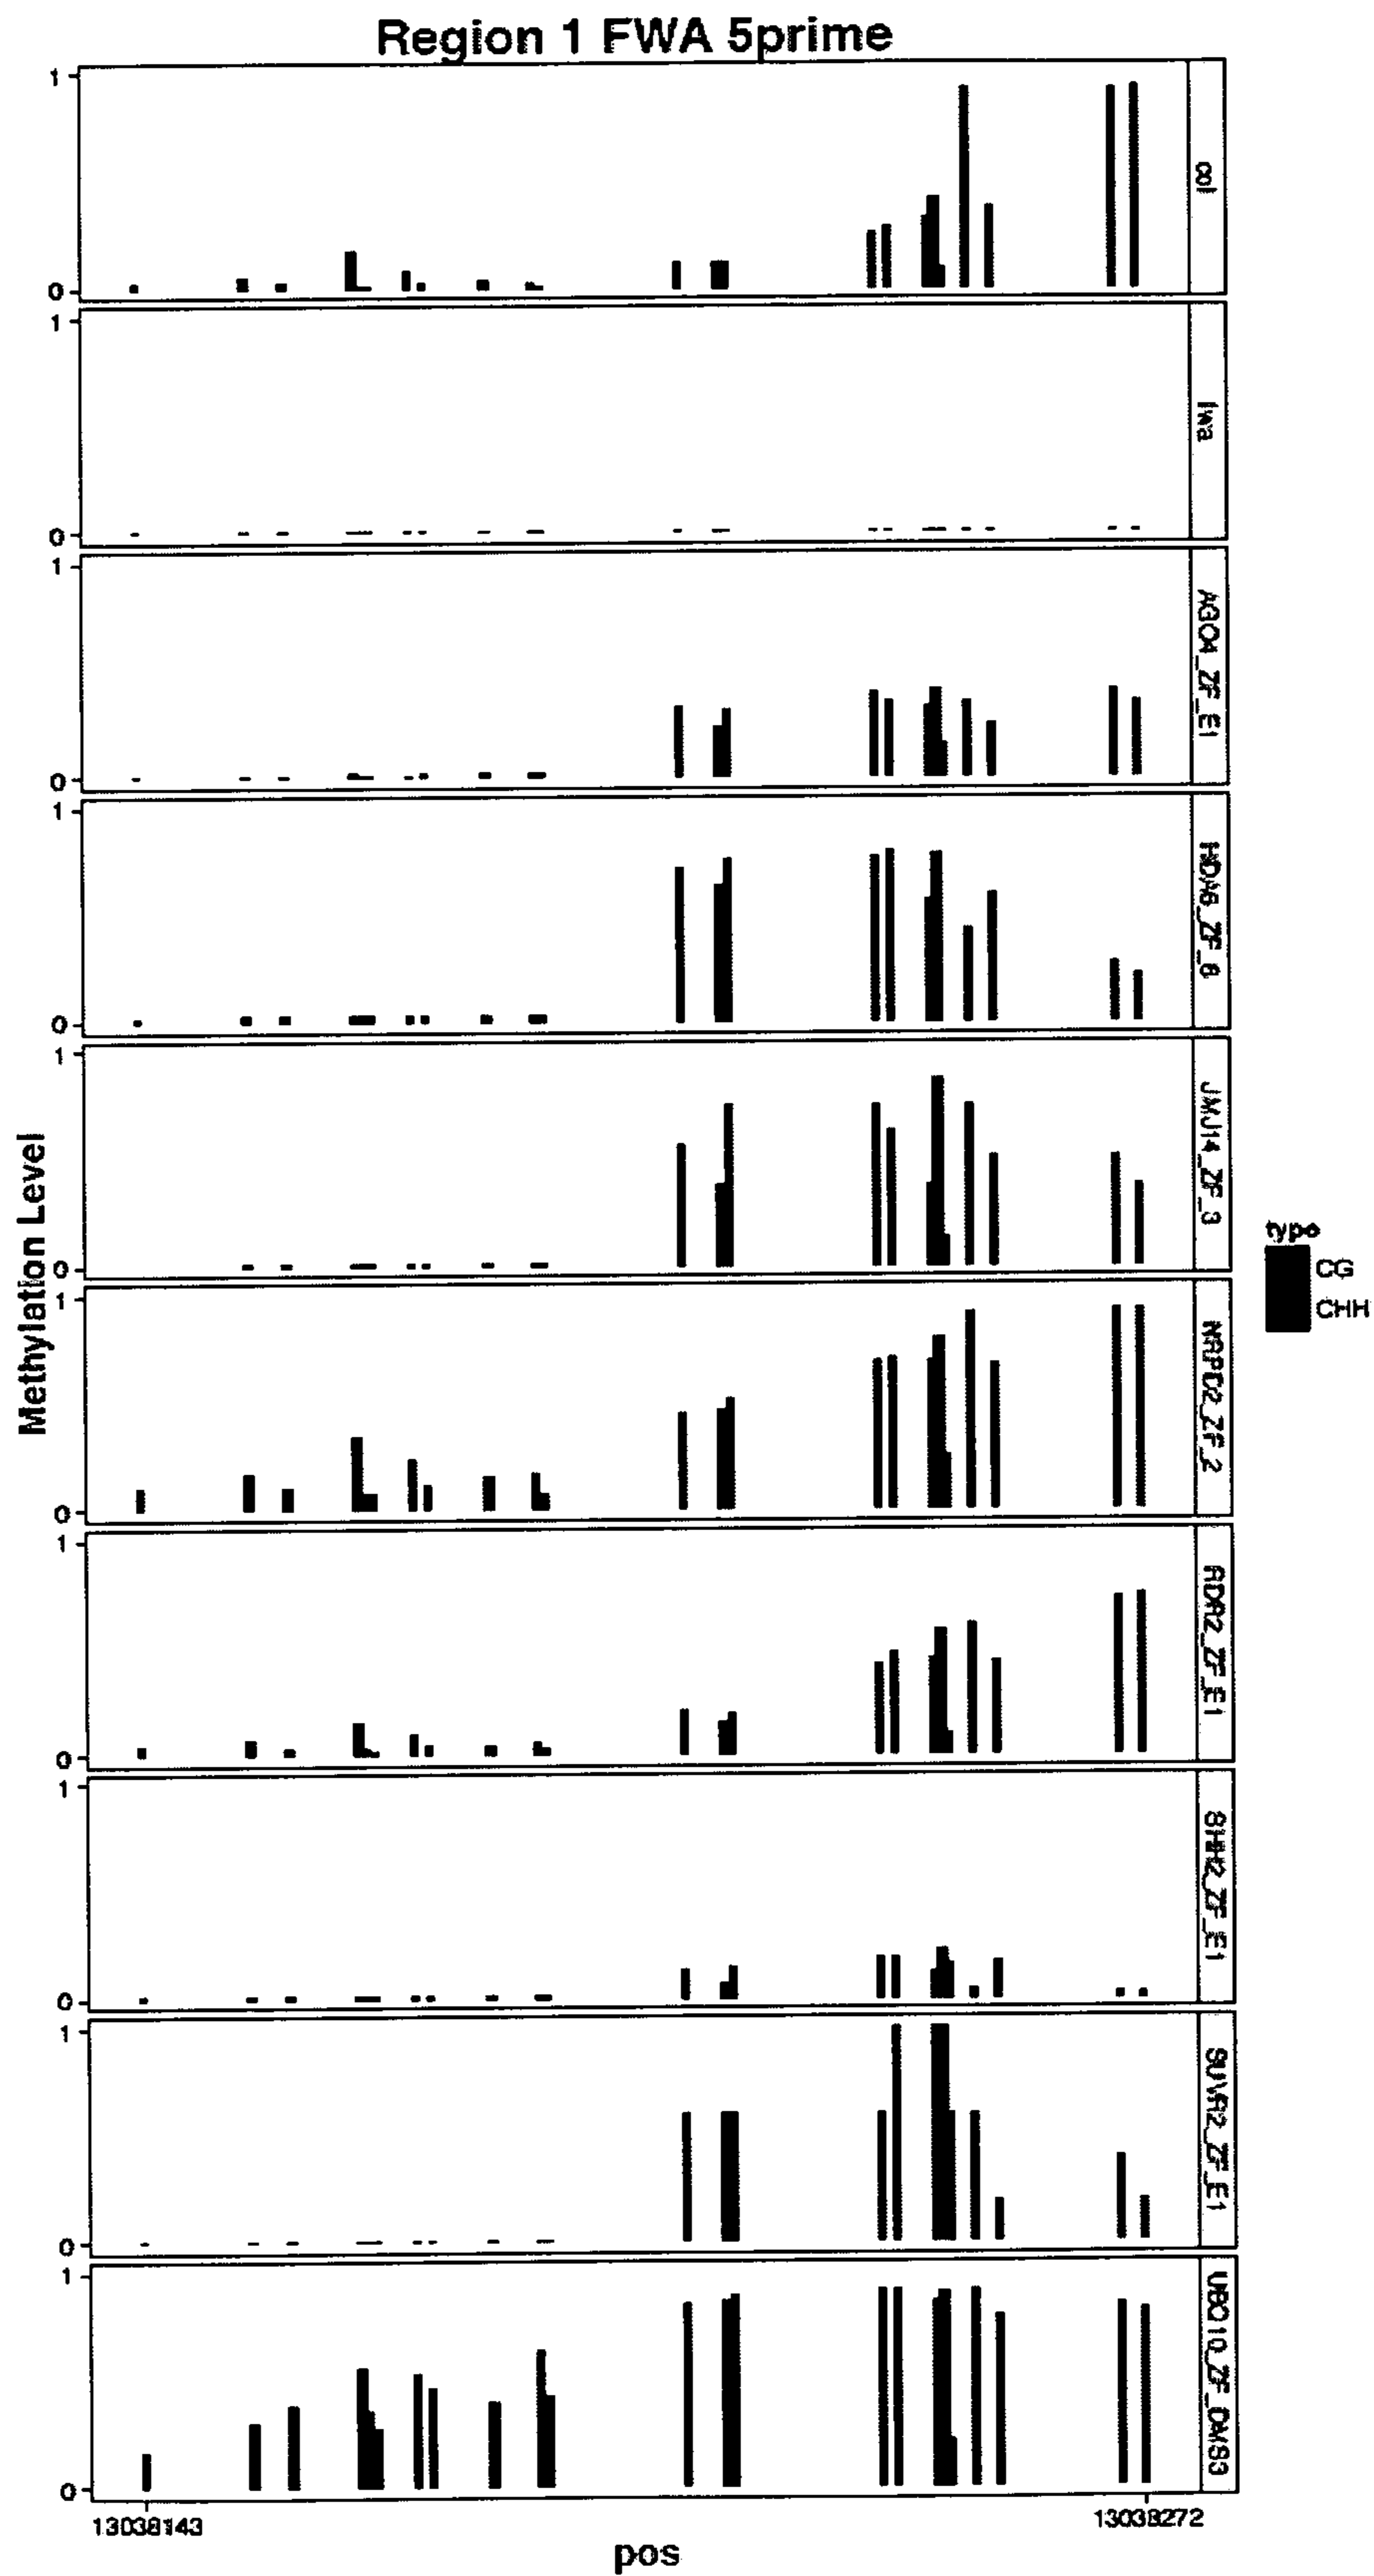 Region 1 FWA 5prime
1
0
col
1
0
fwa
1
0
AGO4_ZF_E1
1
0
HDA6_ZF_6
1
0
JMJ14_ZF_3
Methylation Level
type
CG
CHH
1
0
NRPD2_ZF_2
1
0
RDR2_ZF_E1
1
0
SHH2_ZF_E1
1
0
SUVR2_ZF_E1
1
0
UBQ10_ZF_DMS3
13038143
13038272
pos